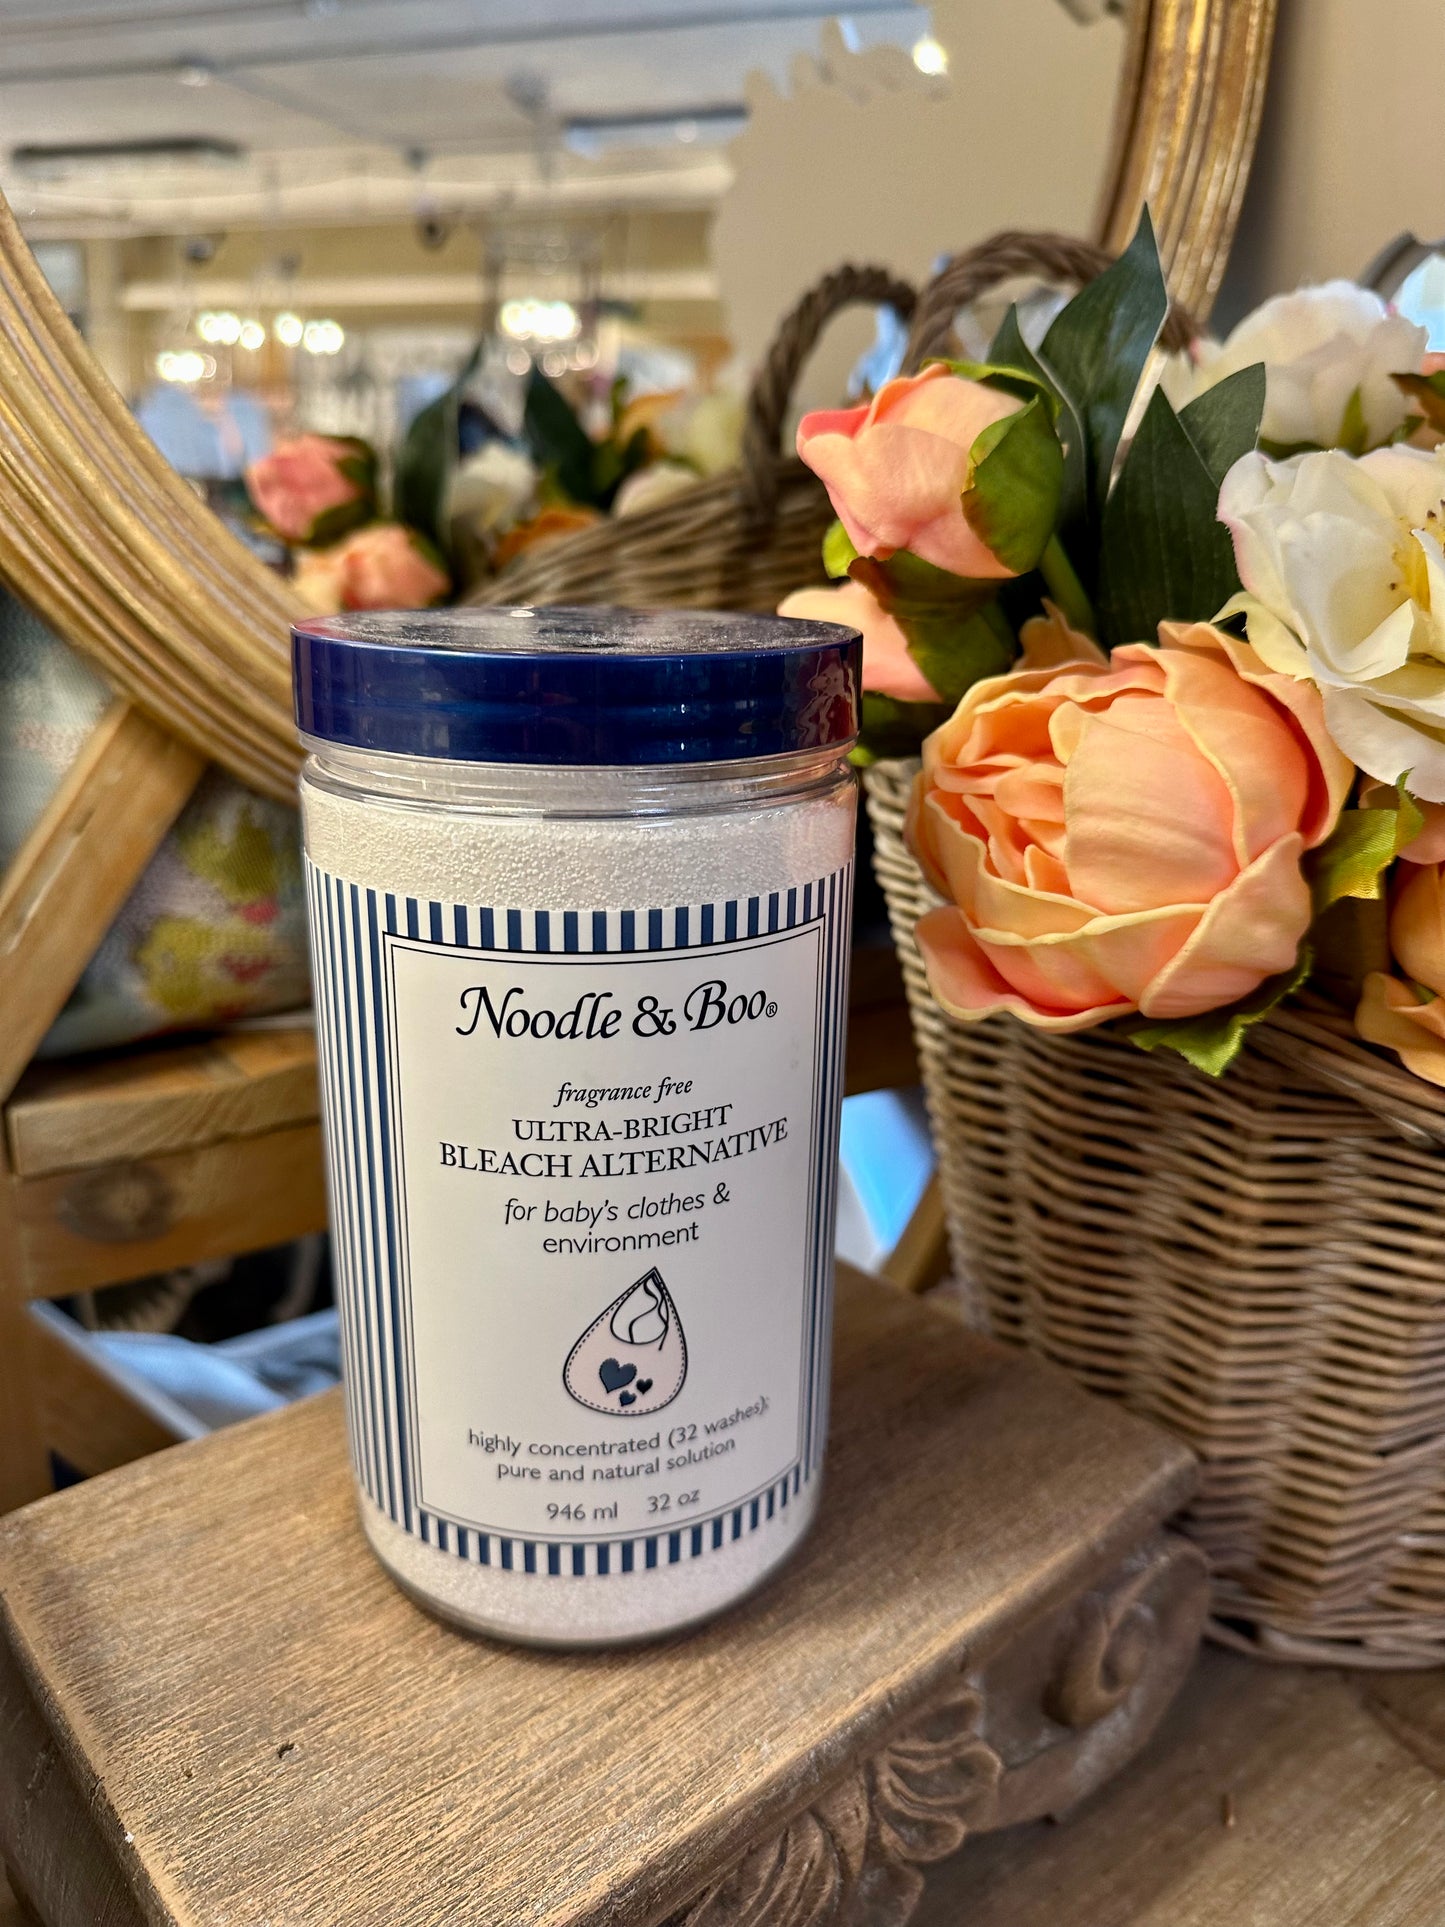 Noodle & Boo®
fragrance free
ULTRA-BRIGHT
BLEACH ALTERNATIVE
for baby's clothes &
environment
highly concentrated (32 washes);
pure and natural solution
946 ml 32 oz